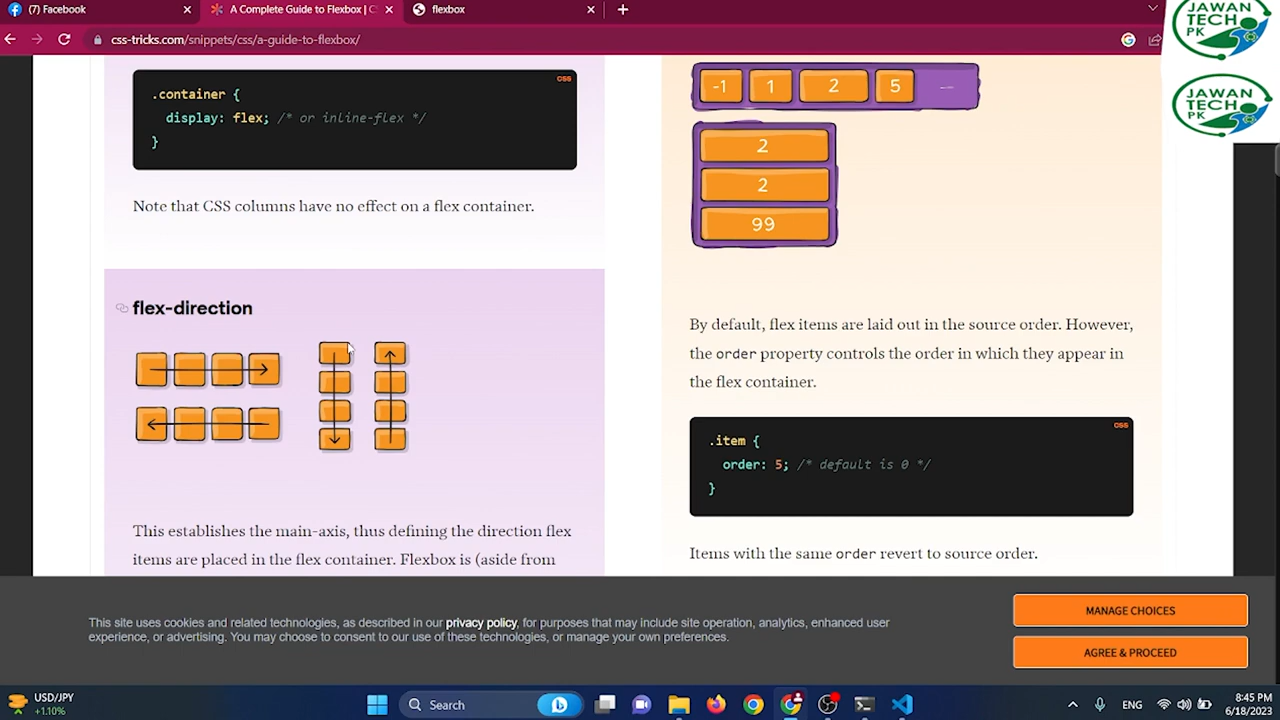 (7) Facebook
A Complete Guide to Flexbox | C
flexbox
css-tricks.com/snippets/css/a-guide-to-flexbox/
JAWAN
TECH
PK
JAWAN
TECH
PK
CSS
.container {
display: flex; /* or inline-flex */
}
Note that CSS columns have no effect on a flex container.
flex-direction
This establishes the main-axis, thus defining the direction flex
items are placed in the flex container. Flexbox is (aside from
-1 1 2 5
2
2
99
By default, flex items are laid out in the source order. However,
the order property controls the order in which they appear in
the flex container.
CSS
.item {
order: 5; /* default is 0 */
}
Items with the same order revert to source order.
This site uses cookies and related technologies, as described in our privacy policy, for purposes that may include site operation, analytics, enhanced user
experience, or advertising. You may choose to consent to our use of these technologies, or manage your own preferences.
MANAGE CHOICES
AGREE & PROCEED
USD/JPY
+1.10%
Search
ENG
8:45 PM
6/18/2023